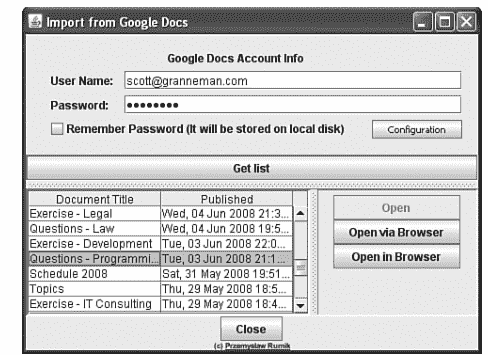 Import from Google Docs
Google Docs Account Info
User Name: scott@granneman.com
Password: ••••••••
Remember Password (It will be stored on local disk) Configuration
Get list
Document Title Published
Exercise - Legal Wed, 04 Jun 2008 21:3...
Questions - Law Wed, 04 Jun 2008 19:5...
Exercise - Development Tue, 03 Jun 2008 22:0...
Questions - Programmi... Tue, 03 Jun 2008 21:1...
Schedule 2008 Sat, 31 May 2008 19:51...
Topics Thu, 29 May 2008 18:5...
Exercise - IT Consulting Thu, 29 May 2008 18:4...
Open
Open via Browser
Open in Browser
Close
(c) Przemyslaw Rumik